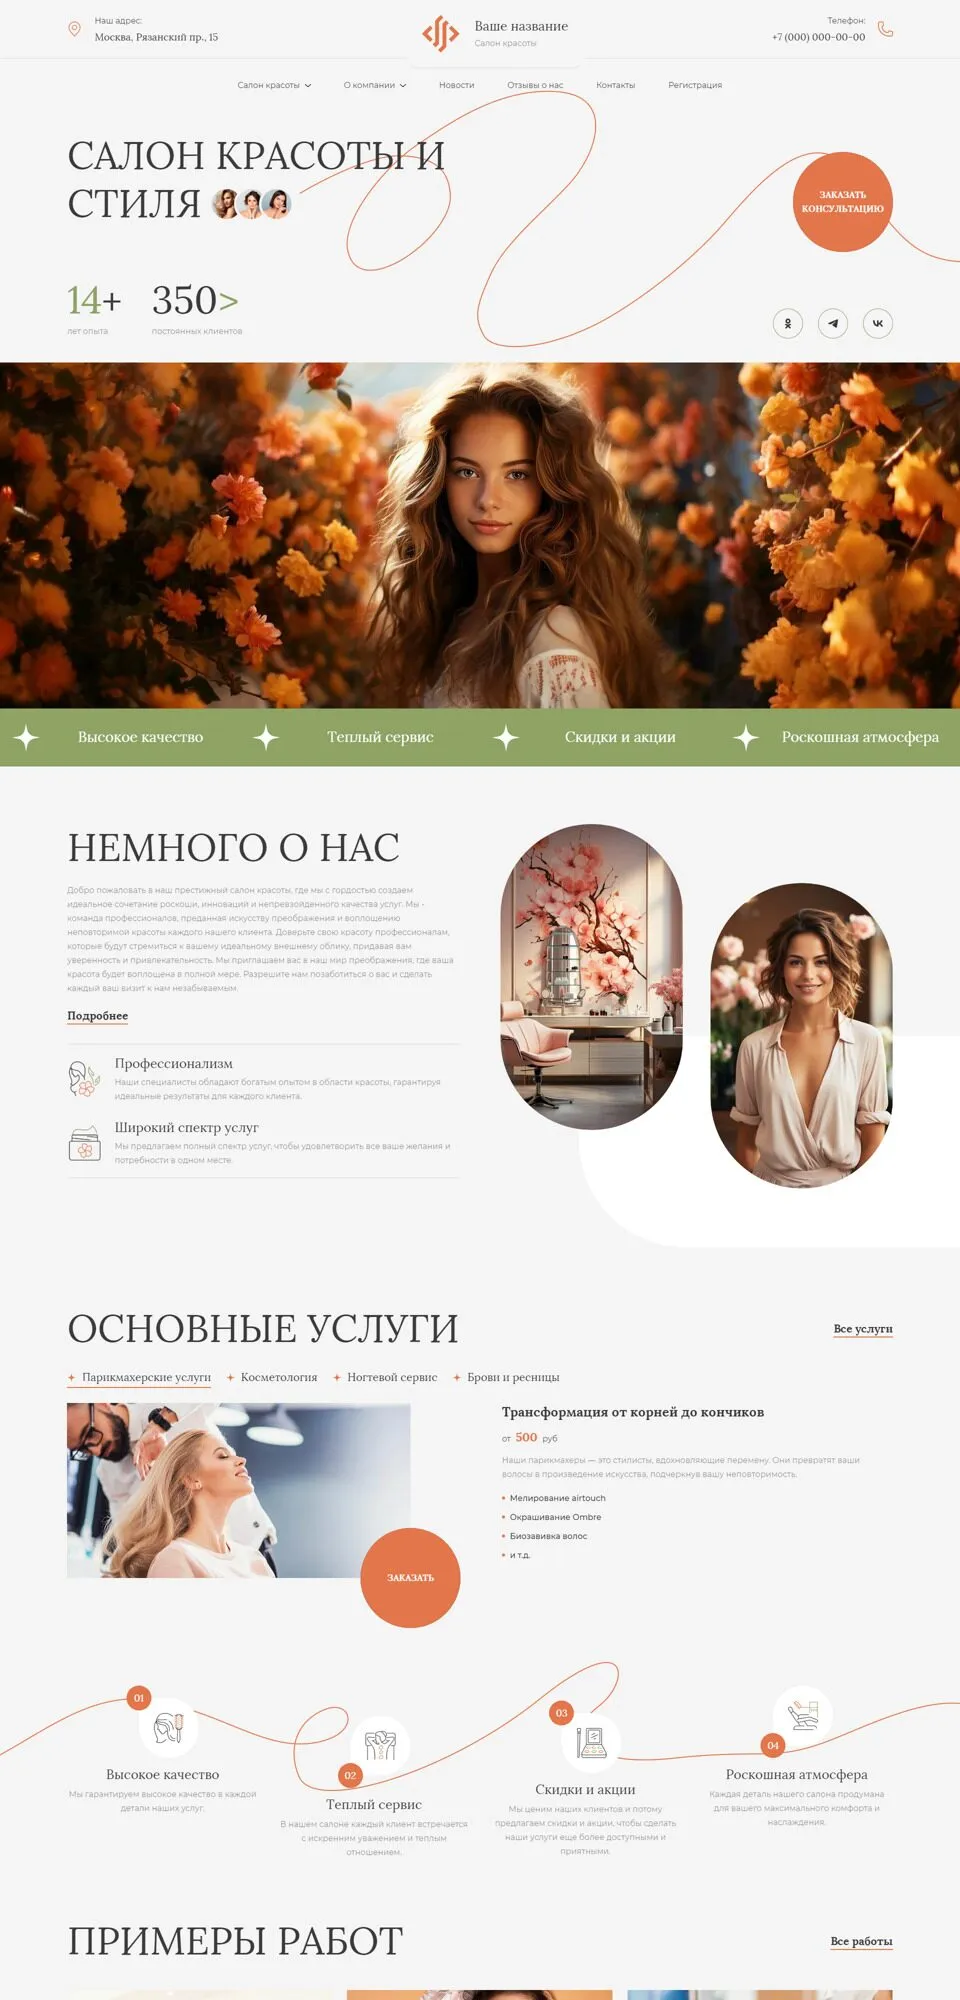 Наш адрес:
Москва, Рязанский пр., 15
Ваше название
Салон красоты
Телефон:
+7 (000) 000-00-00
Салон красоты
О компании
Новости
Отзывы о нас
Контакты
Регистрация
САЛОН КРАСОТЫ И
СТИЛЯ
ЗАКАЗАТЬ
КОНСУЛЬТАЦИЮ
14+
лет опыта
350>
постоянных клиентов
Высокое качество
Теплый сервис
Скидки и акции
Роскошная атмосфера
НЕМНОГО О НАС
Добро пожаловать в наш престижный салон красоты, где мы с гордостью создаем
идеальное сочетание роскоши, инноваций и непревзойденного качества услуг. Мы -
команда профессионалов, преданная искусству преображения и воплощению
неповторимой красоты каждого нашего клиента. Доверьте свою красоту профессионалам,
которые будут стремиться к вашему идеальному внешнему облику, придавая вам
уверенность и привлекательность. Мы приглашаем вас в наш мир преображения, где ваша
красота будет воплощена в полной мере. Разрешите нам позаботиться о вас и сделать
каждый ваш визит к нам незабываемым.
Подробнее
Профессионализм
Наши специалисты обладают богатым опытом в области красоты, гарантируя
идеальные результаты для каждого клиента.
Широкий спектр услуг
Мы предлагаем полный спектр услуг, чтобы удовлетворить все ваше желания и
потребности в одном месте.
ОСНОВНЫЕ УСЛУГИ
Все услуги
Парикмахерские услуги
Косметология
Ногтевой сервис
Брови и ресницы
Трансформация от корней до кончиков
от 500 руб
Наши парикмахеры — это стилисты, вдохновляющие перемену. Они превратят ваши
волосы в произведение искусства, подчеркнув вашу неповторимость.
Мелирование airtouch
Окрашивание Ombre
Биозавивка волос
и т.д.
ЗАКАЗАТЬ
01
Высокое качество
Мы гарантируем высокое качество в каждой
детали наших услуг.
02
Теплый сервис
В нашем салоне каждый клиент встречается
с искренним уважением и теплым
отношением.
03
Скидки и акции
Мы ценим наших клиентов и потому
предлагаем скидки и акции, чтобы сделать
наши услуги еще более доступными и
приятными.
04
Роскошная атмосфера
Каждая деталь нашего салона продумана
для вашего максимального комфорта и
наслаждения.
ПРИМЕРЫ РАБОТ
Все работы